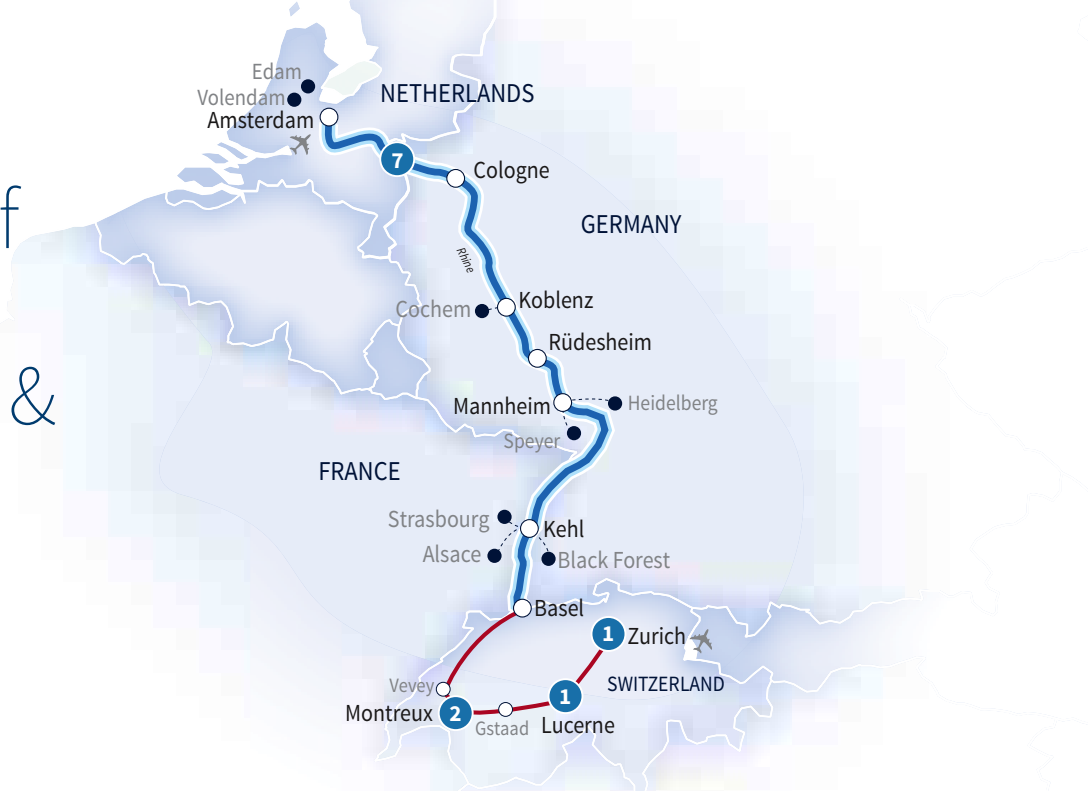 Edam
NETHERLANDS
Volendam
Amsterdam
7
Cologne
f
GERMANY
Rhine
Koblenz
Cochem
Rüdesheim
&
Mannheim
Heidelberg
Speyer
FRANCE
Strasbourg
Kehl
Alsace
Black Forest
Basel
1
Zurich
Vevey
SWITZERLAND
1
Montreux
2
Gstaad
Lucerne